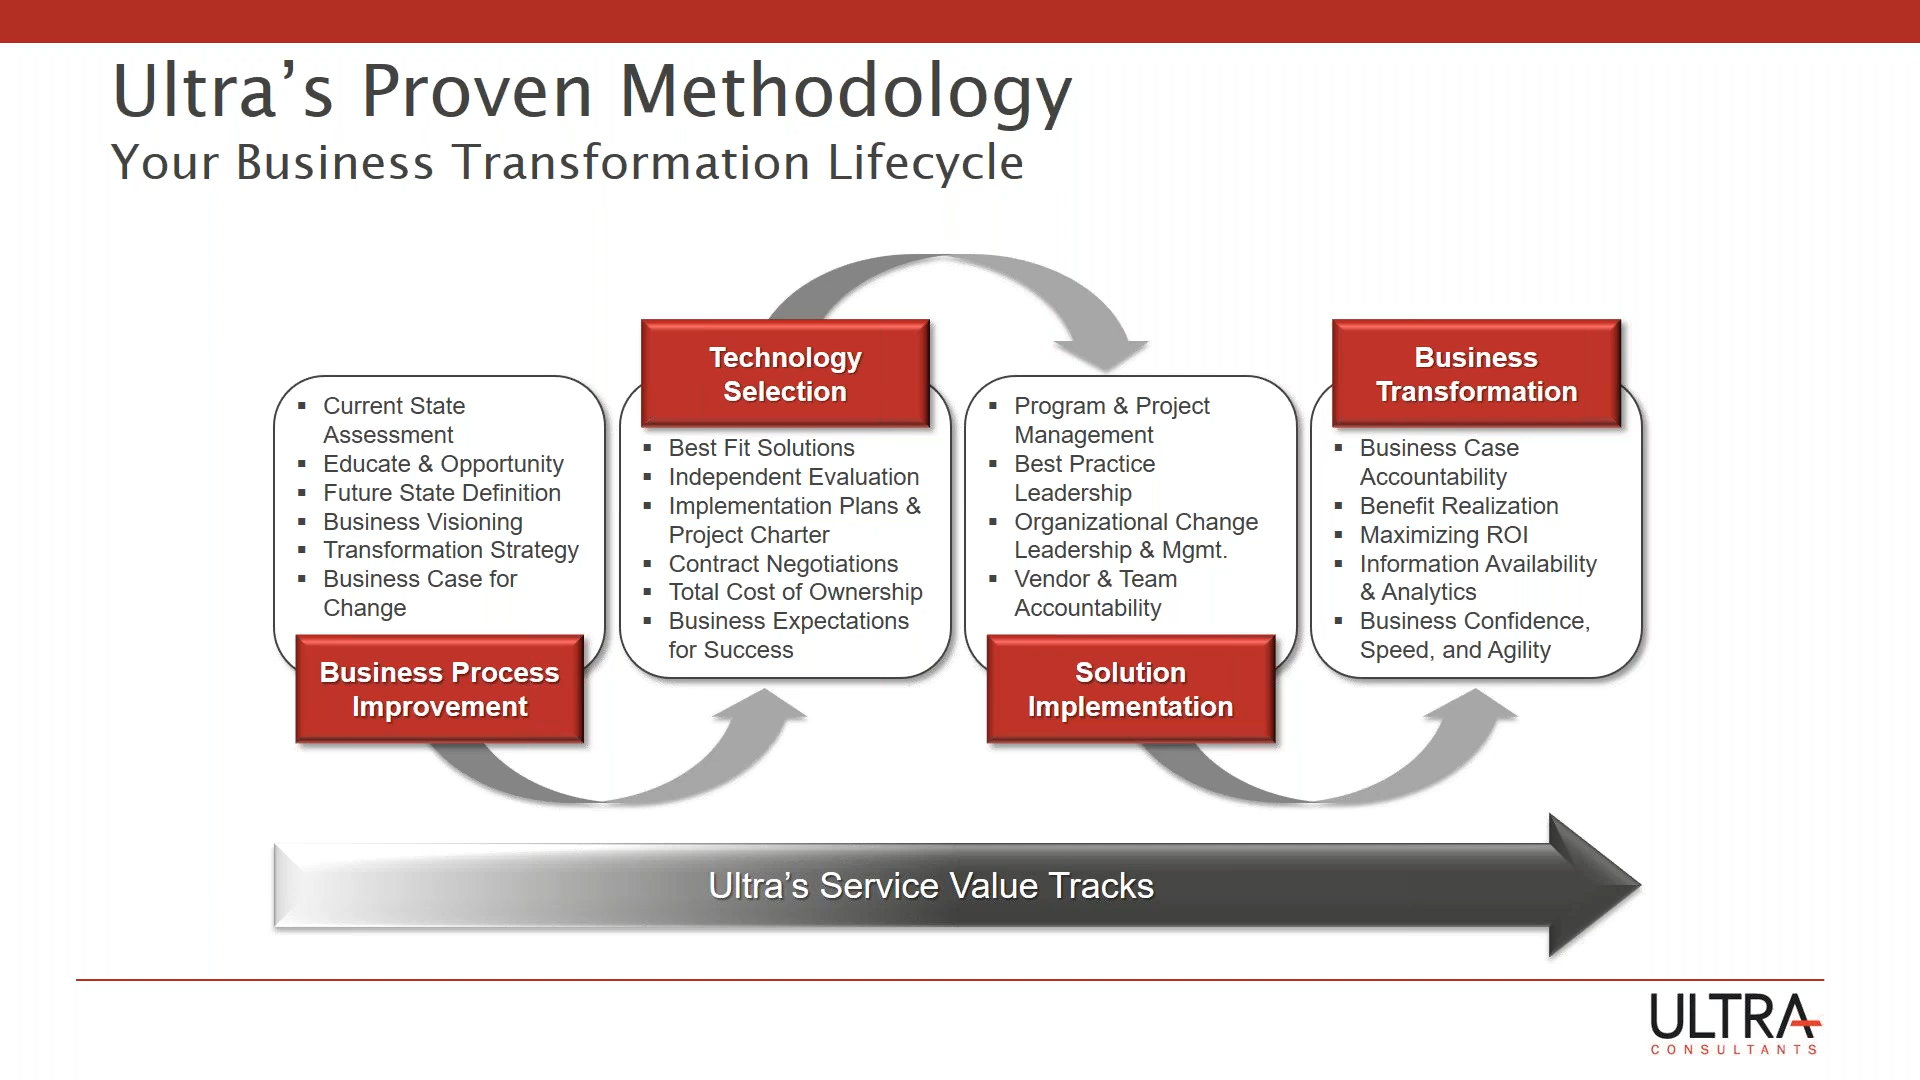 Ultra’s Proven Methodology
Your Business Transformation Lifecycle
▪ Current State
Assessment
▪ Educate & Opportunity
▪ Future State Definition
▪ Business Visioning
▪ Transformation Strategy
▪ Business Case for
Change
Business Process
Improvement
Technology
Selection
▪ Best Fit Solutions
▪ Independent Evaluation
▪ Implementation Plans &
Project Charter
▪ Contract Negotiations
▪ Total Cost of Ownership
▪ Business Expectations
for Success
▪ Program & Project
Management
▪ Best Practice
Leadership
▪ Organizational Change
Leadership & Mgmt.
▪ Vendor & Team
Accountability
Solution
Implementation
Business
Transformation
▪ Business Case
Accountability
▪ Benefit Realization
▪ Maximizing ROI
▪ Information Availability
& Analytics
▪ Business Confidence,
Speed, and Agility
Ultra’s Service Value Tracks
ULTRA
CONSULTANTS